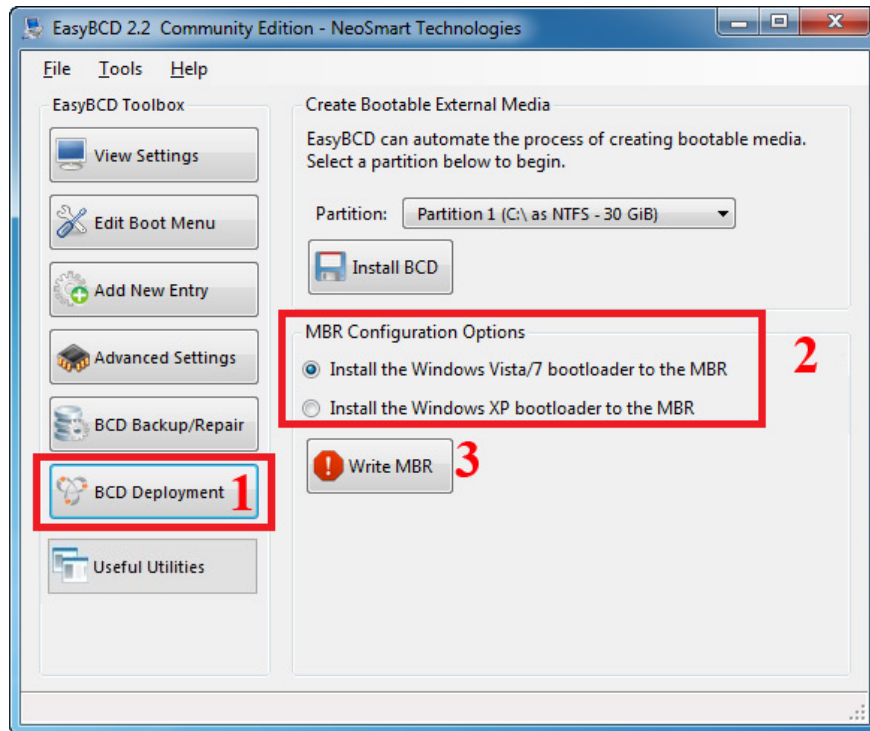 EasyBCD 2.2 Community Edition - NeoSmart Technologies
File Tools Help
EasyBCD Toolbox
View Settings
Edit Boot Menu
Add New Entry
Advanced Settings
BCD Backup/Repair
BCD Deployment 1
Useful Utilities
Create Bootable External Media
EasyBCD can automate the process of creating bootable media.
Select a partition below to begin.
Partition: Partition 1 (C:\ as NTFS - 30 GiB)
Install BCD
MBR Configuration Options
Install the Windows Vista/7 bootloader to the MBR
2
Install the Windows XP bootloader to the MBR
Write MBR 3